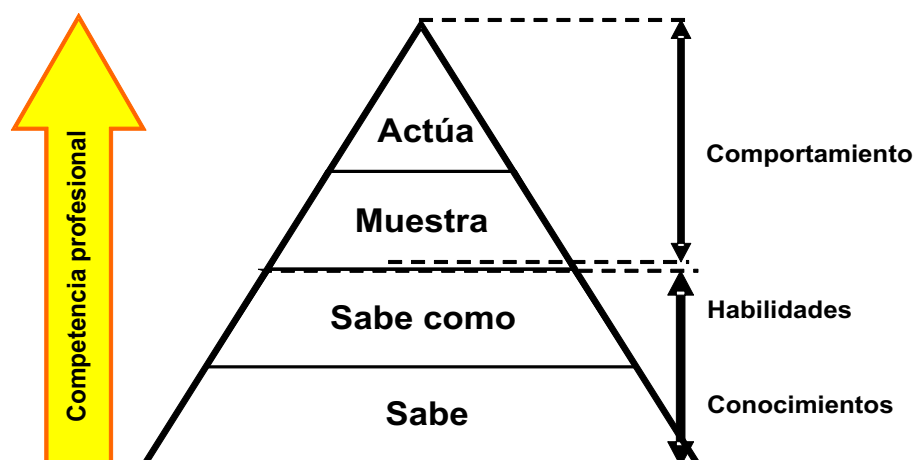 Competencia profesional
Actúa
Muestra
Sabe como
Sabe
Comportamiento
Habilidades
Conocimientos